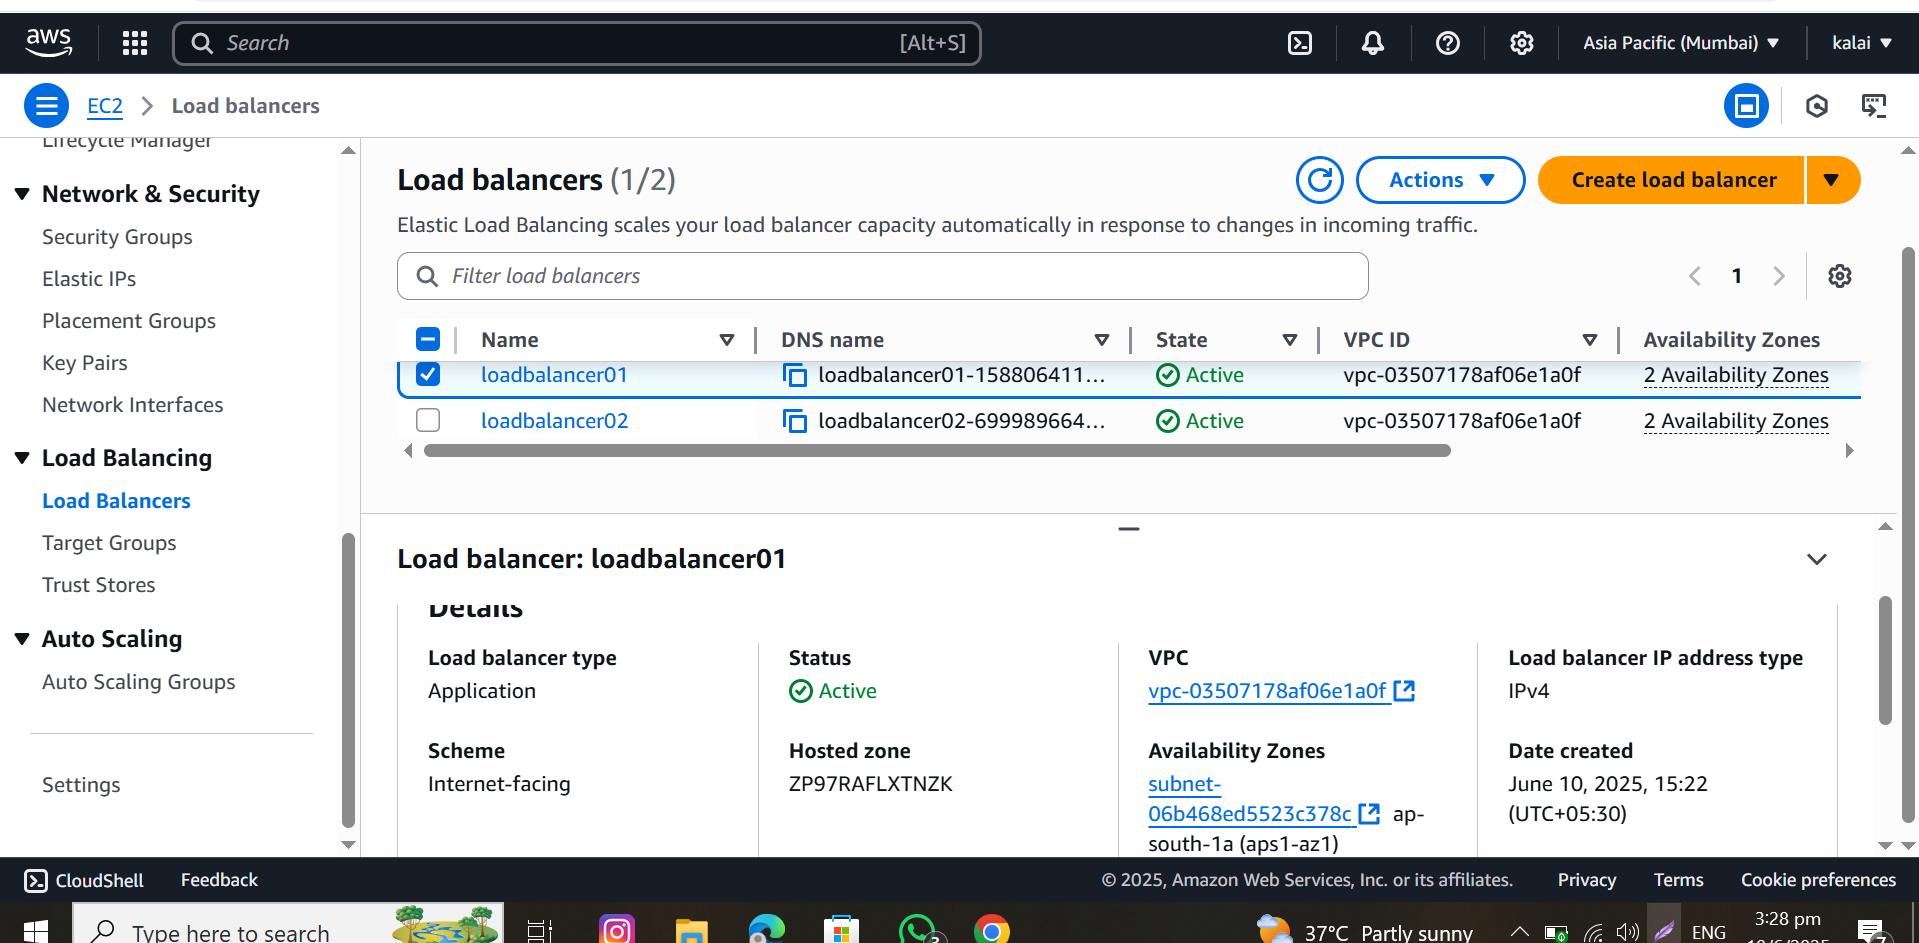 aws
Search [Alt+S]
Asia Pacific (Mumbai)
kalai
EC2 Load balancers
Lifecycle Manager
Network & Security
Security Groups
Elastic IPs
Placement Groups
Key Pairs
Network Interfaces
Load Balancing
Load Balancers
Target Groups
Trust Stores
Auto Scaling
Auto Scaling Groups
Settings
Load balancers (1/2)
Actions
Create load balancer
Elastic Load Balancing scales your load balancer capacity automatically in response to changes in incoming traffic.
Filter load balancers
1
Name DNS name State VPC ID Availability Zones
loadbalancer01 loadbalancer01-158806411... Active vpc-03507178af06e1a0f 2 Availability Zones
loadbalancer02 loadbalancer02-699989664... Active vpc-03507178af06e1a0f 2 Availability Zones
Load balancer: loadbalancer01
Details
Load balancer type
Application
Status
Active
VPC
vpc-03507178af06e1a0f
Load balancer IP address type
IPv4
Scheme
Internet-facing
Hosted zone
ZP97RAFLXTNZK
Availability Zones
subnet-
06b468ed5523c378c ap-
south-1a (aps1-az1)
Date created
June 10, 2025, 15:22
(UTC+05:30)
CloudShell Feedback
© 2025, Amazon Web Services, Inc. or its affiliates. Privacy Terms Cookie preferences
Type here to search
37°C Partly sunny
ENG
3:28 pm